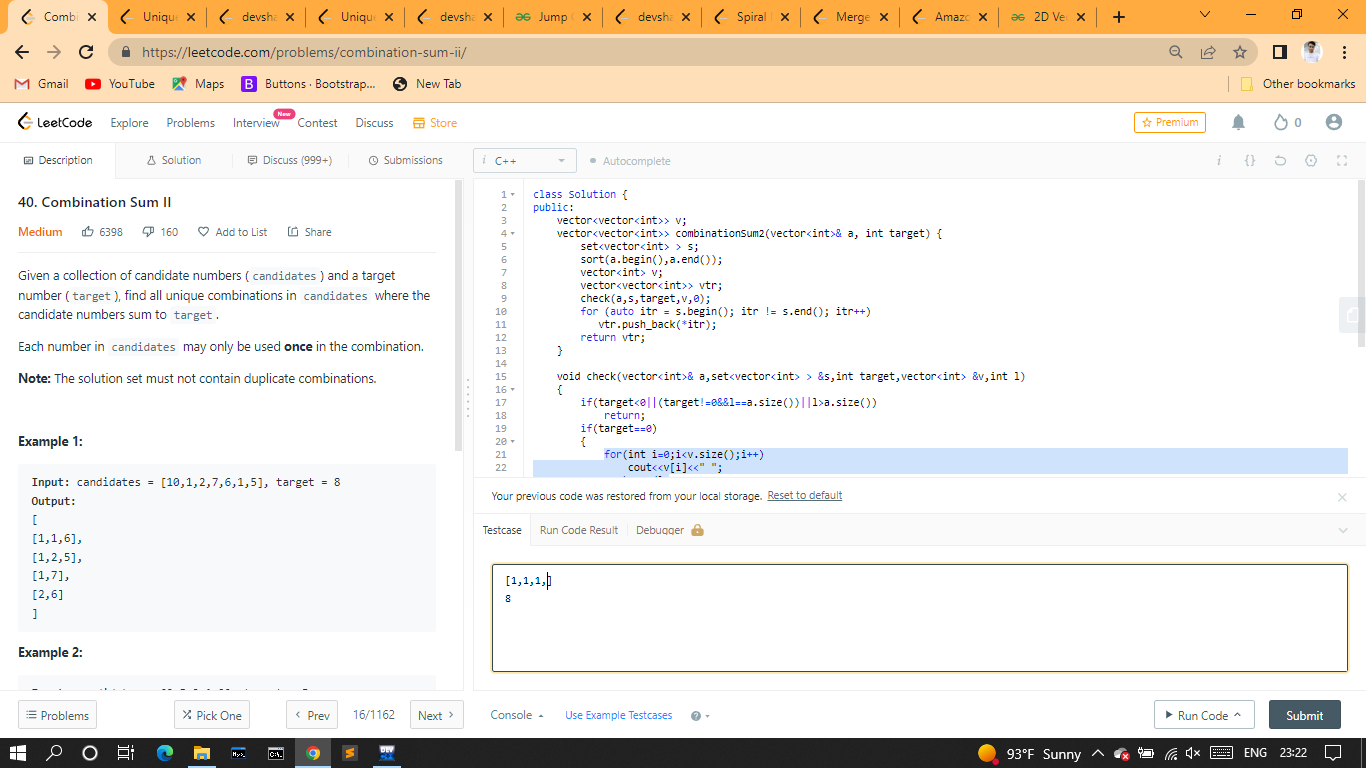 Combi
Uniqu
devsha
Uniqu
devsha
Jump
devsha
Spiral
Merge
Amazo
2D Ve
https://leetcode.com/problems/combination-sum-ii/
Gmail YouTube Maps B Buttons · Bootstrap... New Tab Other bookmarks
LeetCode Explore Problems Interview New Contest Discuss Store Premium 0
Description Solution Discuss (999+) Submissions
i C++ Autocomplete
40. Combination Sum II
Medium 6398 160 Add to List Share
Given a collection of candidate numbers ( candidates ) and a target
number ( target ), find all unique combinations in candidates where the
candidate numbers sum to target .
Each number in candidates may only be used once in the combination.
Note: The solution set must not contain duplicate combinations.
Example 1:
Input: candidates = [10,1,2,7,6,1,5], target = 8
Output:
[
[1,1,6],
[1,2,5],
[1,7],
[2,6]
]
Example 2:
1 class Solution {
2 public:
3 vector<vector<int>> v;
4 vector<vector<int>> combinationSum2(vector<int>& a, int target) {
5 set<vector<int> > s;
6 sort(a.begin(),a.end());
7 vector<int> v;
8 vector<vector<int>> vtr;
9 check(a,s,target,v,0);
10 for (auto itr = s.begin(); itr != s.end(); itr++)
11 vtr.push_back(*itr);
12 return vtr;
13 }
14
15 void check(vector<int>& a,set<vector<int> > &s,int target,vector<int> &v,int l)
16 {
17 if(target<0||(target!=0&&l==a.size())||l>a.size())
18 return;
19 if(target==0)
20 {
21 for(int i=0;i<v.size();i++)
22 cout<<v[i]<<" ";
Your previous code was restored from your local storage. Reset to default
Testcase Run Code Result Debugger
[1,1,1,]
8
Problems Pick One Prev 16/1162 Next Console Use Example Testcases Run Code Submit
93°F Sunny ENG 23:22